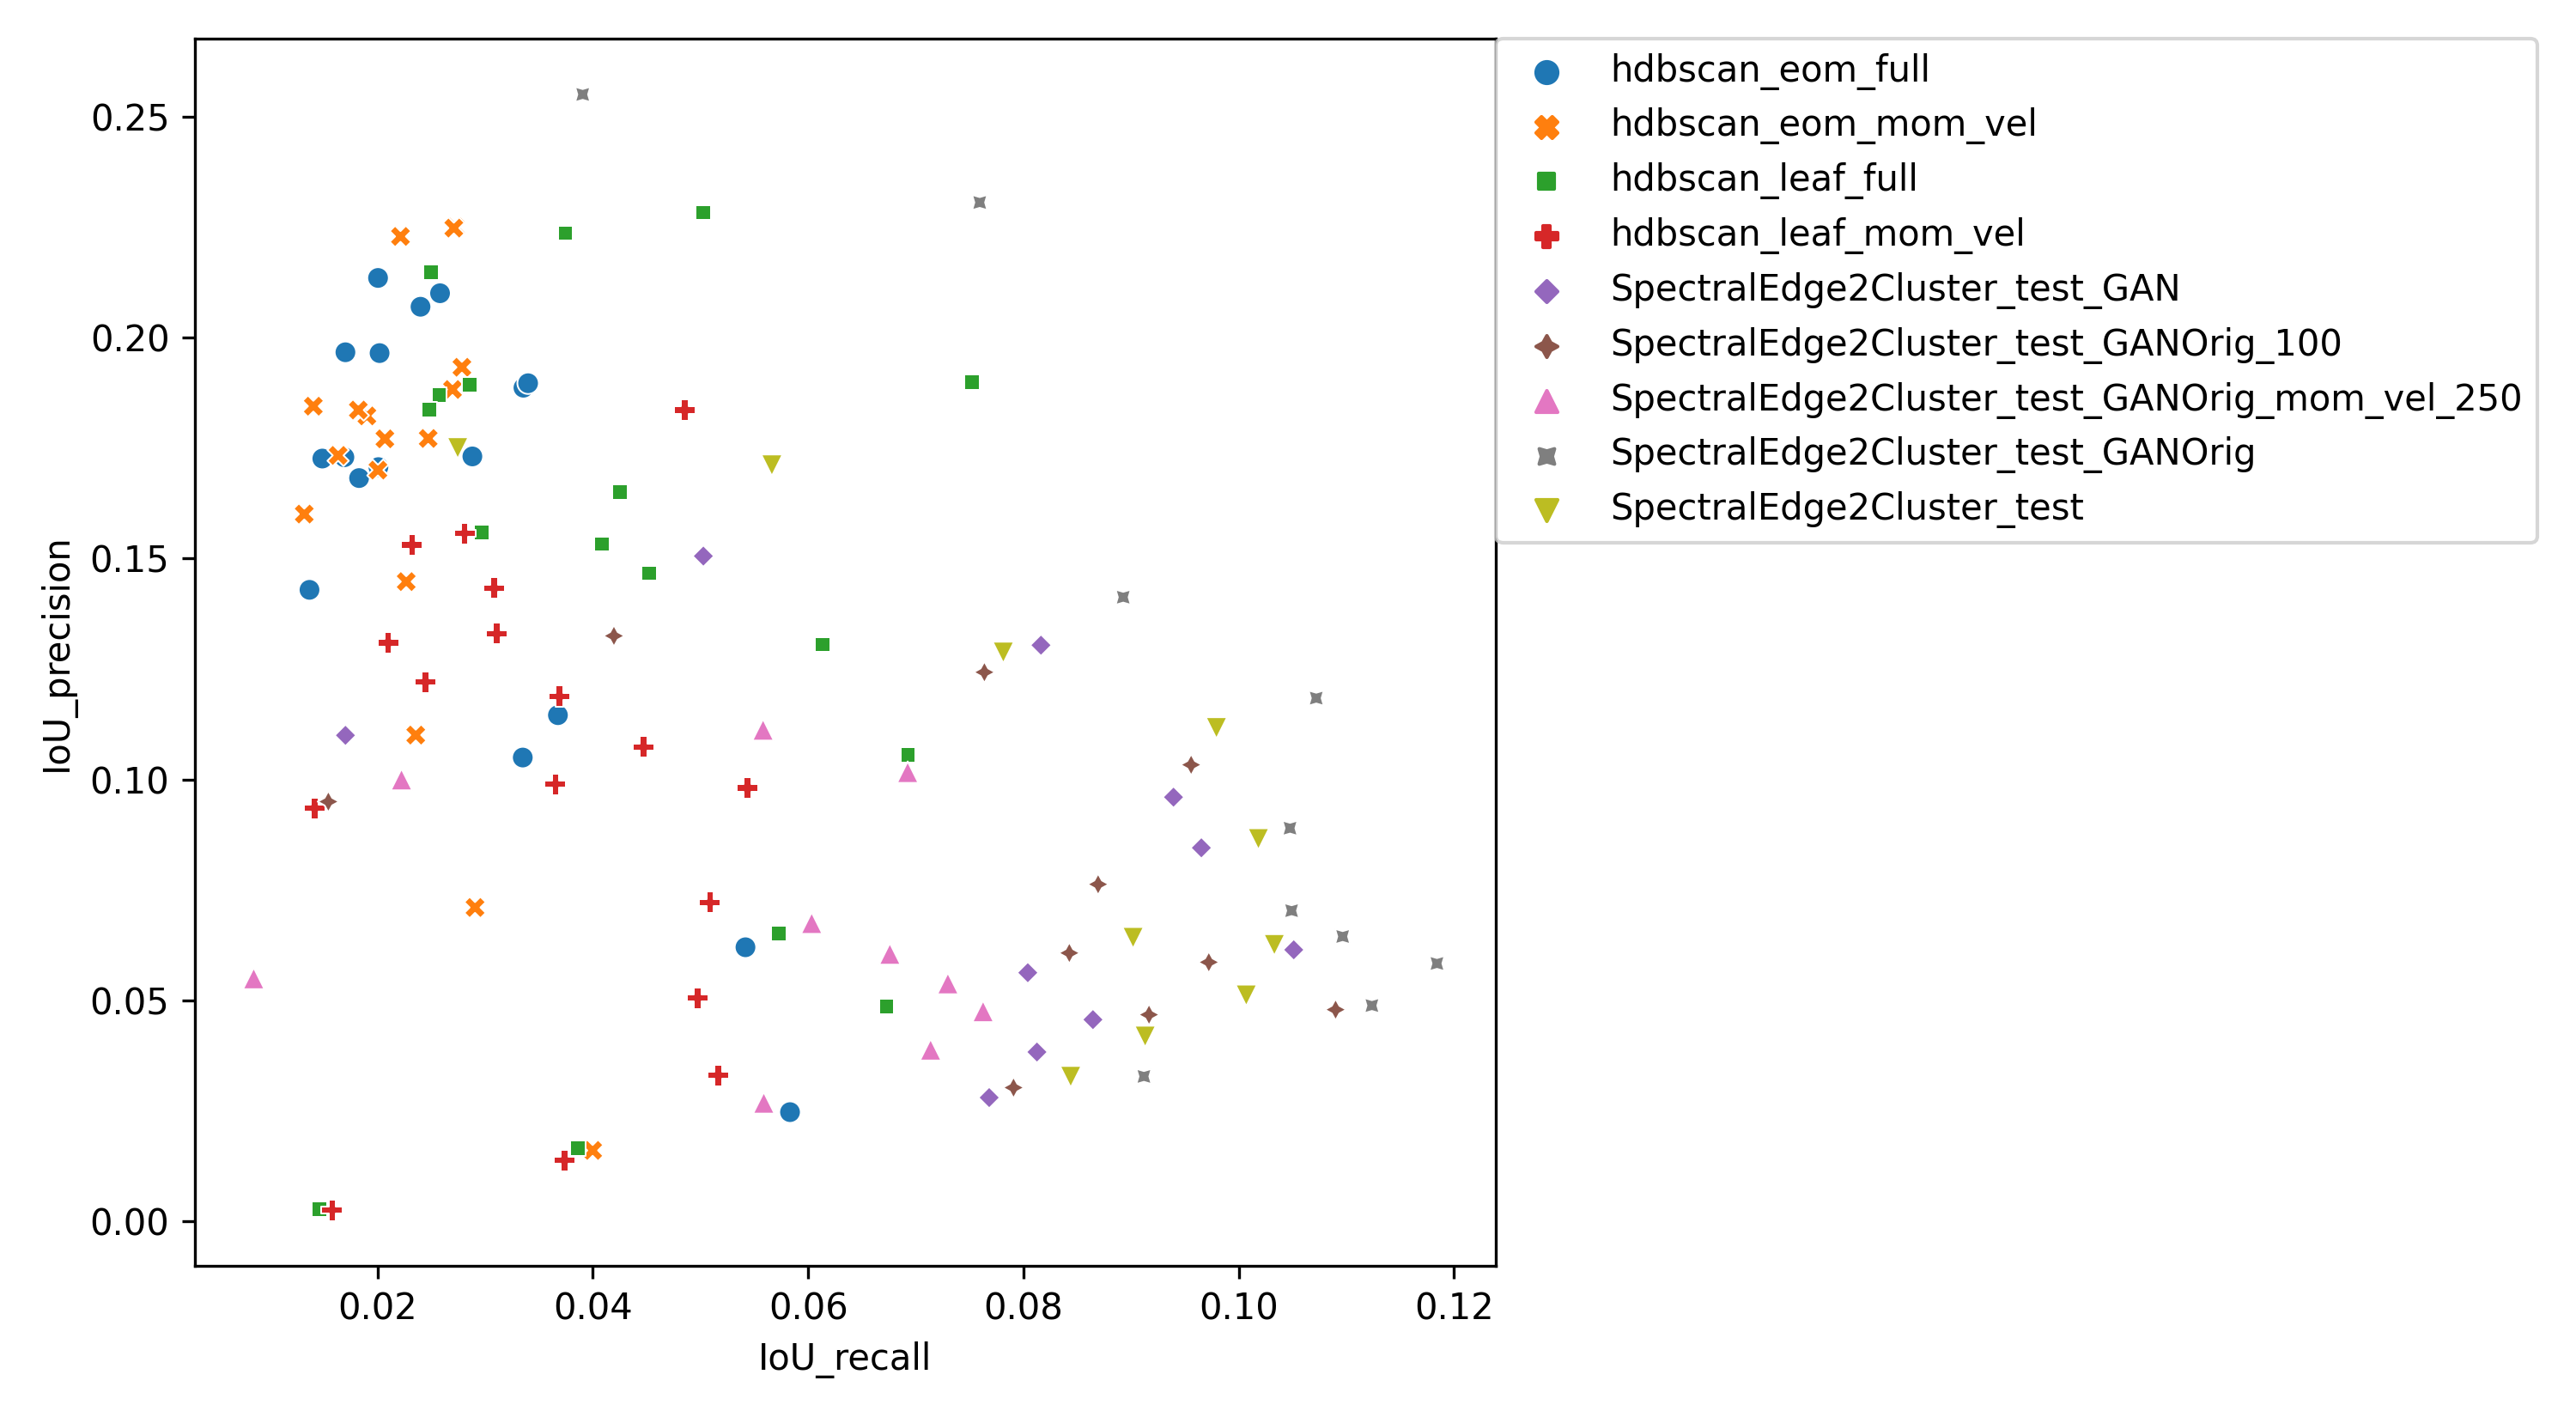 hdbscan_eom_full
hdbscan_eom_mom_vel
hdbscan_leaf_full
hdbscan_leaf_mom_vel
SpectralEdge2Cluster_test_GAN
SpectralEdge2Cluster_test_GANOrig_100
SpectralEdge2Cluster_test_GANOrig_mom_vel_250
SpectralEdge2Cluster_test_GANOrig
SpectralEdge2Cluster_test
0.25
0.20
0.15
0.10
0.05
0.00
IoU_precision
0.02 0.04 0.06 0.08 0.10 0.12
IoU_recall